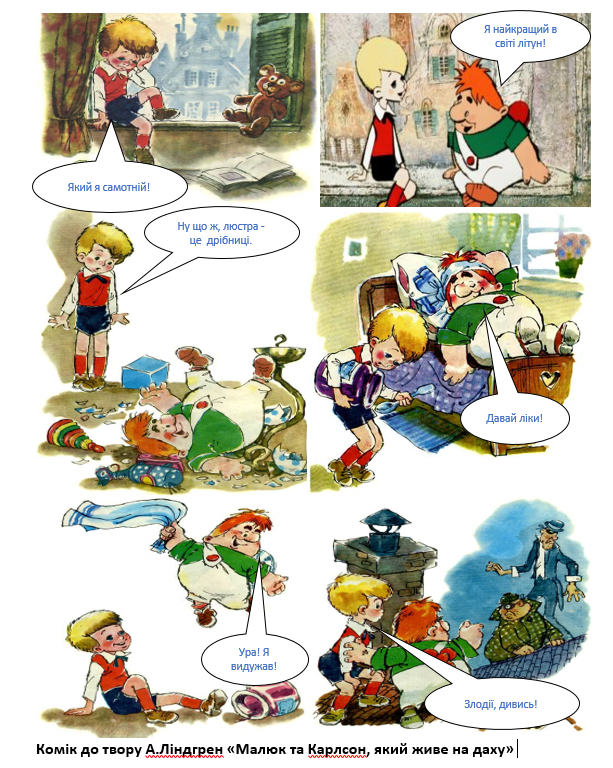 Я найкращий в
світі літун!
Який я самотній!
Ну що ж, люстра -
це дрібниці.
Давай ліки!
Ура! Я
видужав!
Злодії, дивись!
Комік до твору А.Ліндгрен «Малюк та Карлсон, який живе на даху»